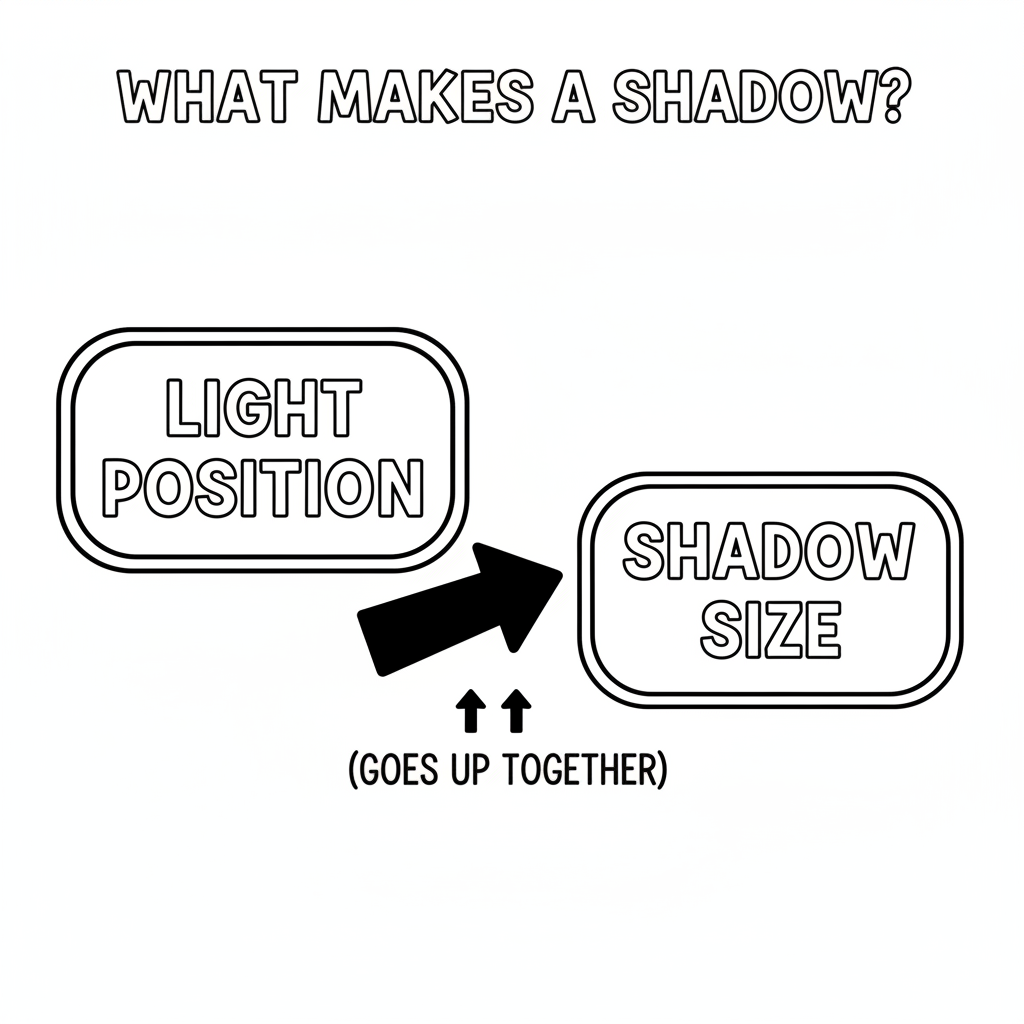 WHAT MAKES A SHADOW?
LIGHT
POSITION
SHADOW
SIZE
(GOES UP TOGETHER)